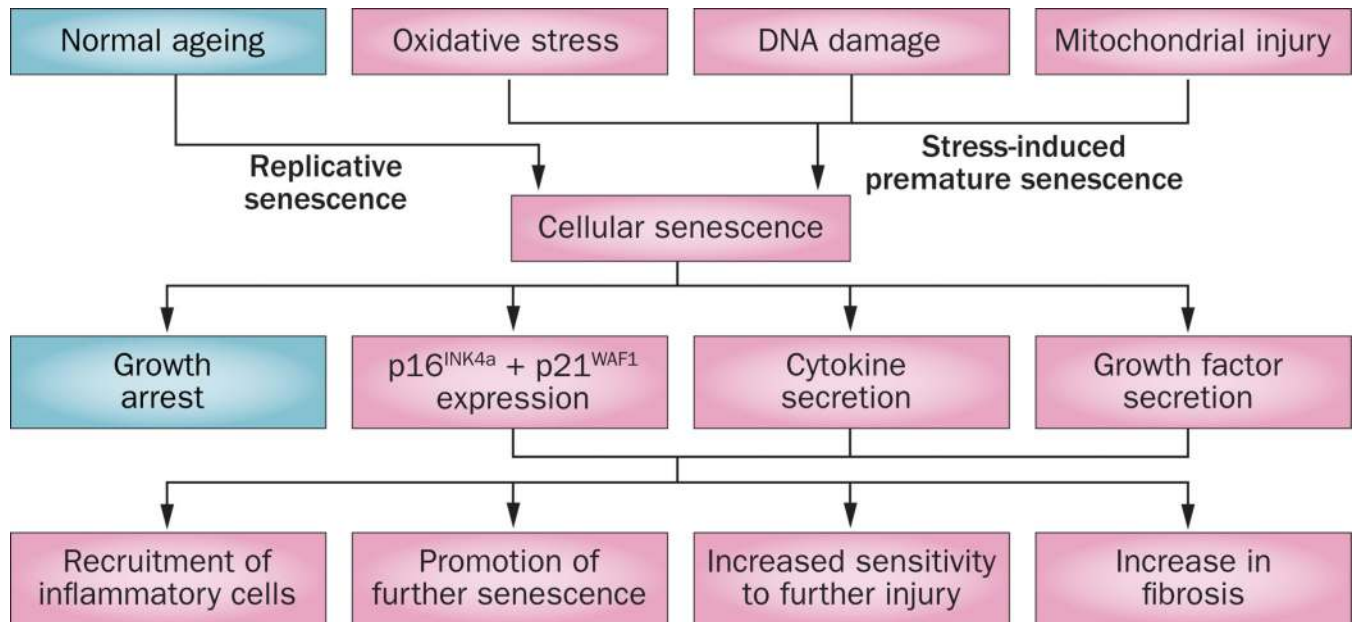 Normal ageing
Oxidative stress
DNA damage
Mitochondrial injury
Replicative
senescence
Stress-induced
premature senescence
Cellular senescence
Growth
arrest
p16INK4a + p21WAF1
expression
Cytokine
secretion
Growth factor
secretion
Recruitment of
inflammatory cells
Promotion of
further senescence
Increased sensitivity
to further injury
Increase in
fibrosis